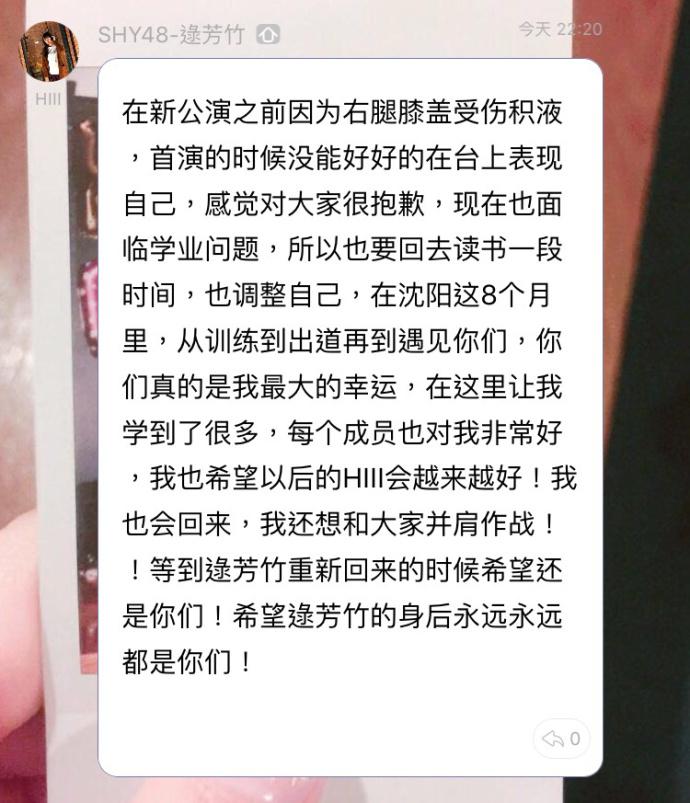 SHY48-逯芳竹
今天 22:20
HIII
在新公演之前因为右腿膝盖受伤积液
，首演的时候没能好好的在台上表现
自己，感觉对大家很抱歉，现在也面
临学业问题，所以也要回去读书一段
时间，也调整自己，在沈阳这8个月
里，从训练到出道再到遇见你们，你
们真的是我最大的幸运，在这里让我
学到了很多，每个成员也对我非常好
，我也希望以后的HIII会越来越好！我
也会回来，我还想和大家并肩作战！
！等到逯芳竹重新回来的时候希望还
是你们！希望逯芳竹的身后永远永远
都是你们！
0